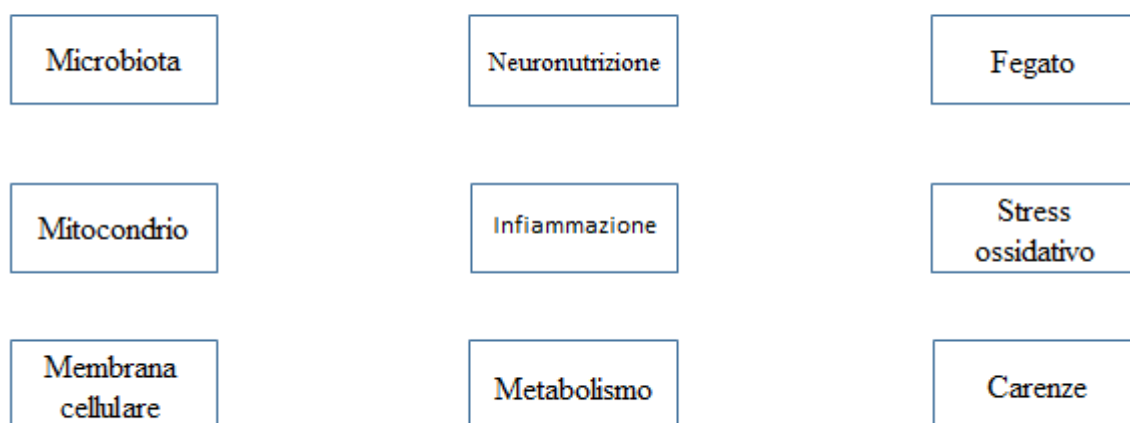 Microbiota
Neuronutrizione
Fegato
Mitocondrio
Infiammazione
Stress
ossidativo
Membrana
cellulare
Metabolismo
Carenze